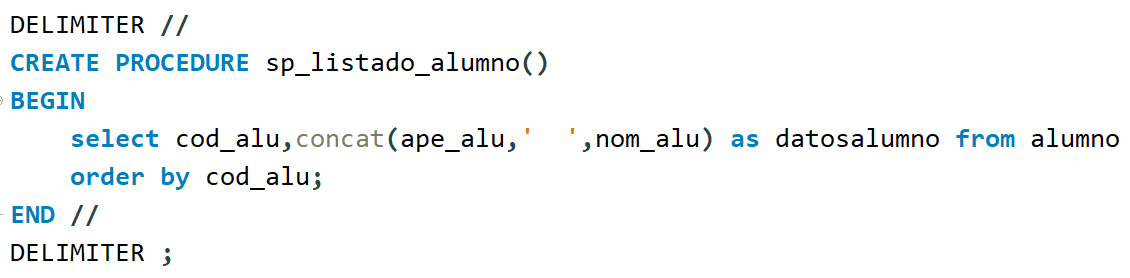 DELIMITER //
CREATE PROCEDURE sp_listado_alumno()
BEGIN
    select cod_alu,concat(ape_alu,'  ',nom_alu) as datosalumno from alumno
    order by cod_alu;
END //
DELIMITER ;